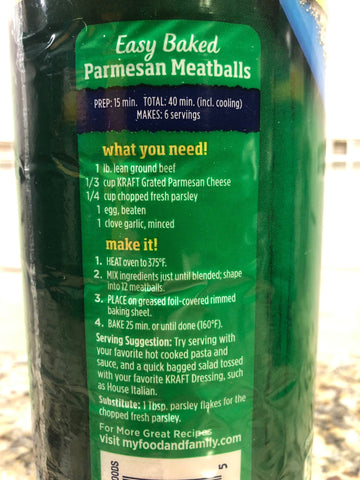 Easy Baked
Parmesan Meatballs
PREP: 15 min. TOTAL: 40 min. (incl. cooling)
MAKES: 6 servings
what you need!
1 lb. lean ground beef
1/3 cup KRAFT Grated Parmesan Cheese
1/4 cup chopped fresh parsley
1 egg, beaten
1 clove garlic, minced
make it!
1. HEAT oven to 375°F.
2. MIX ingredients just until blended; shape
into 12 meatballs.
3. PLACE on greased foil-covered rimmed
baking sheet.
4. BAKE 25 min. or until done (160°F).
Serving Suggestion: Try serving with
your favorite hot cooked pasta and
sauce, and a quick bagged salad tossed
with your favorite KRAFT Dressing, such
as House Italian.
Substitute: 1 Tbsp. parsley flakes for the
chopped fresh parsley.
For More Great Recipes
visit myfoodandfamily.com
OODS
5